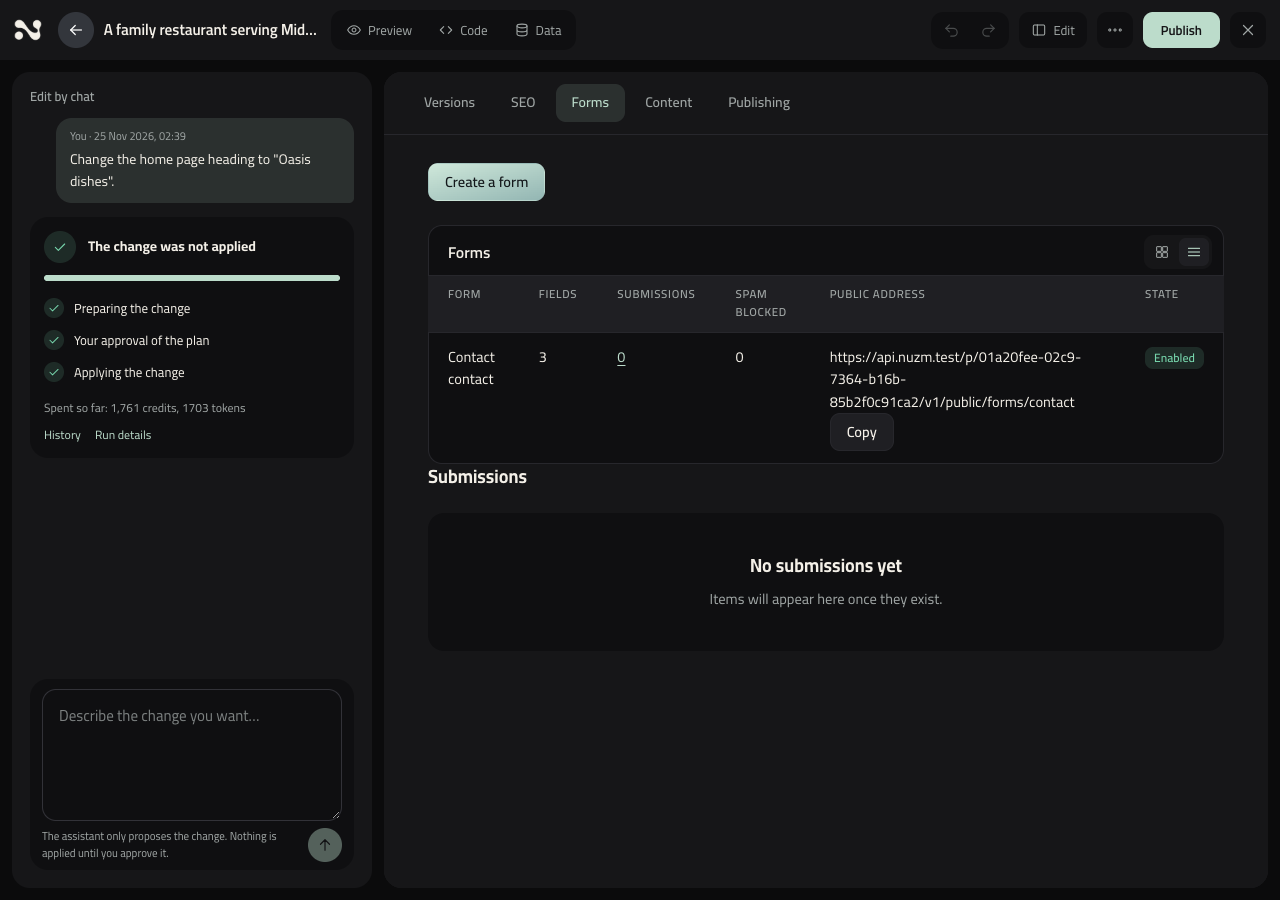 A family restaurant serving Mid...
Preview
Code
Data
Edit
Publish
Edit by chat
You · 25 Nov 2026, 02:39
Change the home page heading to "Oasis
dishes".
The change was not applied
Preparing the change
Your approval of the plan
Applying the change
Spent so far: 1,761 credits, 1703 tokens
History Run details
Describe the change you want...
The assistant only proposes the change. Nothing is
applied until you approve it.
Versions SEO Forms Content Publishing
Create a form
Forms
FORM FIELDS SUBMISSIONS SPAM BLOCKED PUBLIC ADDRESS STATE
Contact 3 0 0 https://api.nuzm.test/p/01a20fee-02c9- Enabled
contact 7364-b16b-
85b2f0c91ca2/v1/public/forms/contact
Copy
Submissions
No submissions yet
Items will appear here once they exist.